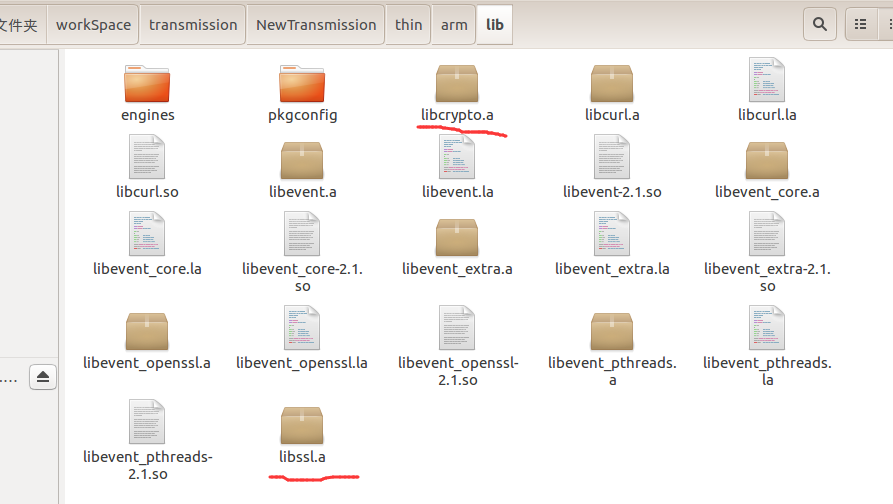 文件夹 workSpace transmission NewTransmission thin arm lib
engines pkgconfig libcrypto.a libcurl.a libcurl.la
libcurl.so libevent.a libevent.la libevent-2.1.so libevent_core.a
libevent_core.la libevent_core-2.1. libevent_extra.a libevent_extra.la libevent_extra-2.1.
so so
libevent_openssl.a libevent_openssl.la libevent_openssl- libevent_pthreads. libevent_pthreads.
2.1.so a la
....
libevent_pthreads- libssl.a
2.1.so